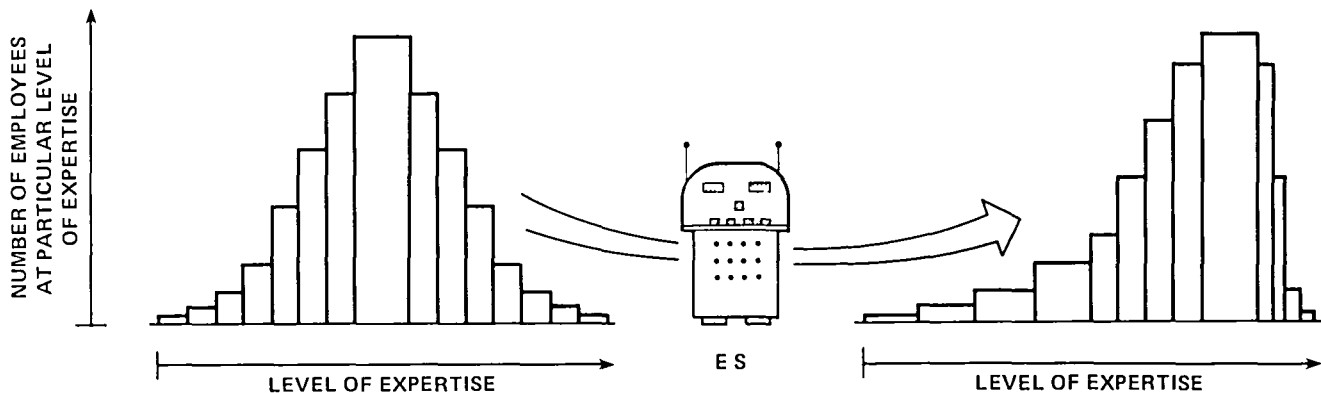 NUMBER OF EMPLOYEES
AT PARTICULAR LEVEL
OF EXPERTISE
LEVEL OF EXPERTISE
E S
LEVEL OF EXPERTISE